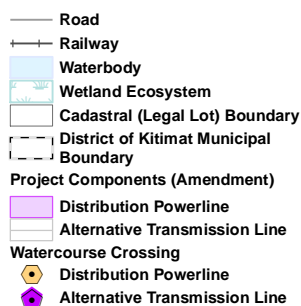 Road
Railway
Waterbody
Wetland Ecosystem
Cadastral (Legal Lot) Boundary
District of Kitimat Municipal
Boundary
Project Components (Amendment)
Distribution Powerline
Alternative Transmission Line
Watercourse Crossing
Distribution Powerline
Alternative Transmission Line